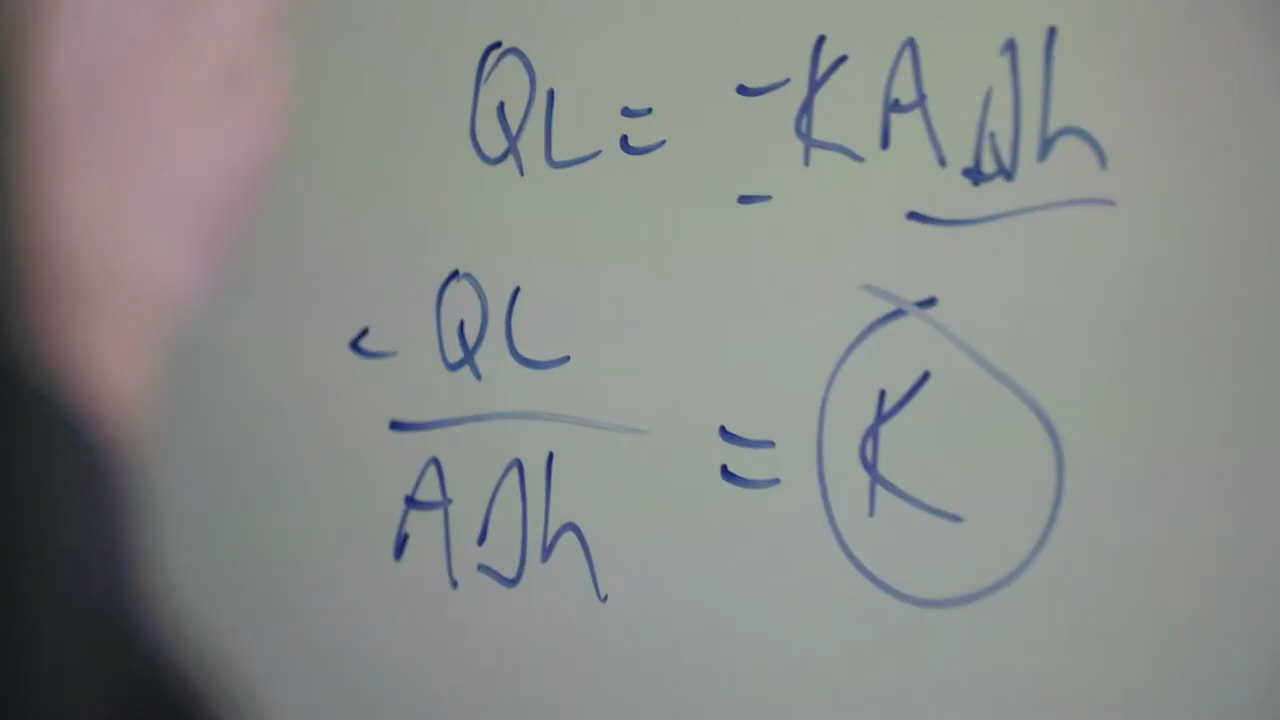 QL = -KAΔh
-QL
AΔh = K